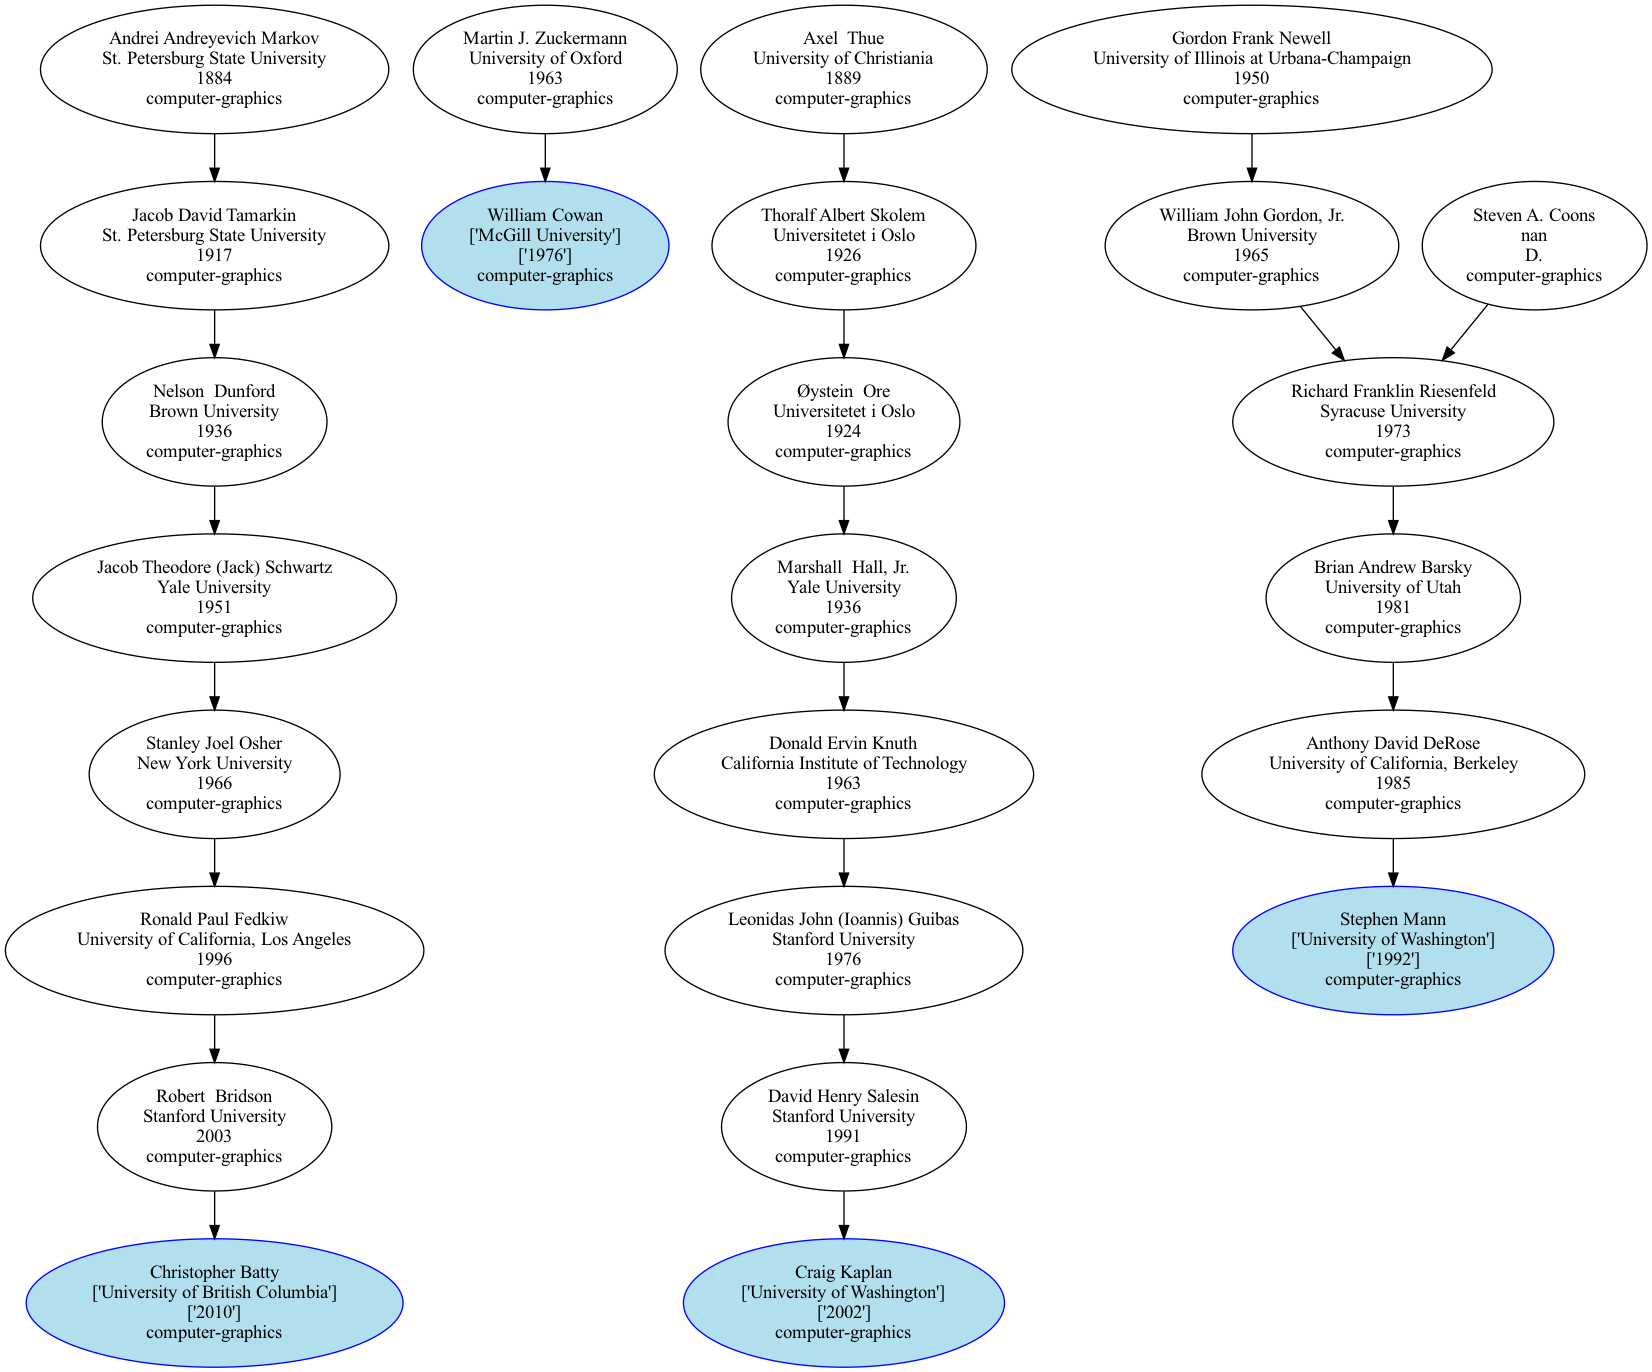 Andrei Andreyevich Markov
St. Petersburg State University
1884
computer-graphics
Martin J. Zuckermann
University of Oxford
1963
computer-graphics
Axel  Thue
University of Christiania
1889
computer-graphics
Gordon Frank Newell
University of Illinois at Urbana-Champaign
1950
computer-graphics
Jacob David Tamarkin
St. Petersburg State University
1917
computer-graphics
William Cowan
['McGill University']
['1976']
computer-graphics
Thoralf Albert Skolem
Universitetet i Oslo
1926
computer-graphics
William John Gordon, Jr.
Brown University
1965
computer-graphics
Steven A. Coons
nan
D.
computer-graphics
Nelson  Dunford
Brown University
1936
computer-graphics
Øystein  Ore
Universitetet i Oslo
1924
computer-graphics
Richard Franklin Riesenfeld
Syracuse University
1973
computer-graphics
Jacob Theodore (Jack) Schwartz
Yale University
1951
computer-graphics
Marshall  Hall, Jr.
Yale University
1936
computer-graphics
Brian Andrew Barsky
University of Utah
1981
computer-graphics
Stanley Joel Osher
New York University
1966
computer-graphics
Donald Ervin Knuth
California Institute of Technology
1963
computer-graphics
Anthony David DeRose
University of California, Berkeley
1985
computer-graphics
Ronald Paul Fedkiw
University of California, Los Angeles
1996
computer-graphics
Leonidas John (Ioannis) Guibas
Stanford University
1976
computer-graphics
Stephen Mann
['University of Washington']
['1992']
computer-graphics
Robert  Bridson
Stanford University
2003
computer-graphics
David Henry Salesin
Stanford University
1991
computer-graphics
Christopher Batty
['University of British Columbia']
['2010']
computer-graphics
Craig Kaplan
['University of Washington']
['2002']
computer-graphics